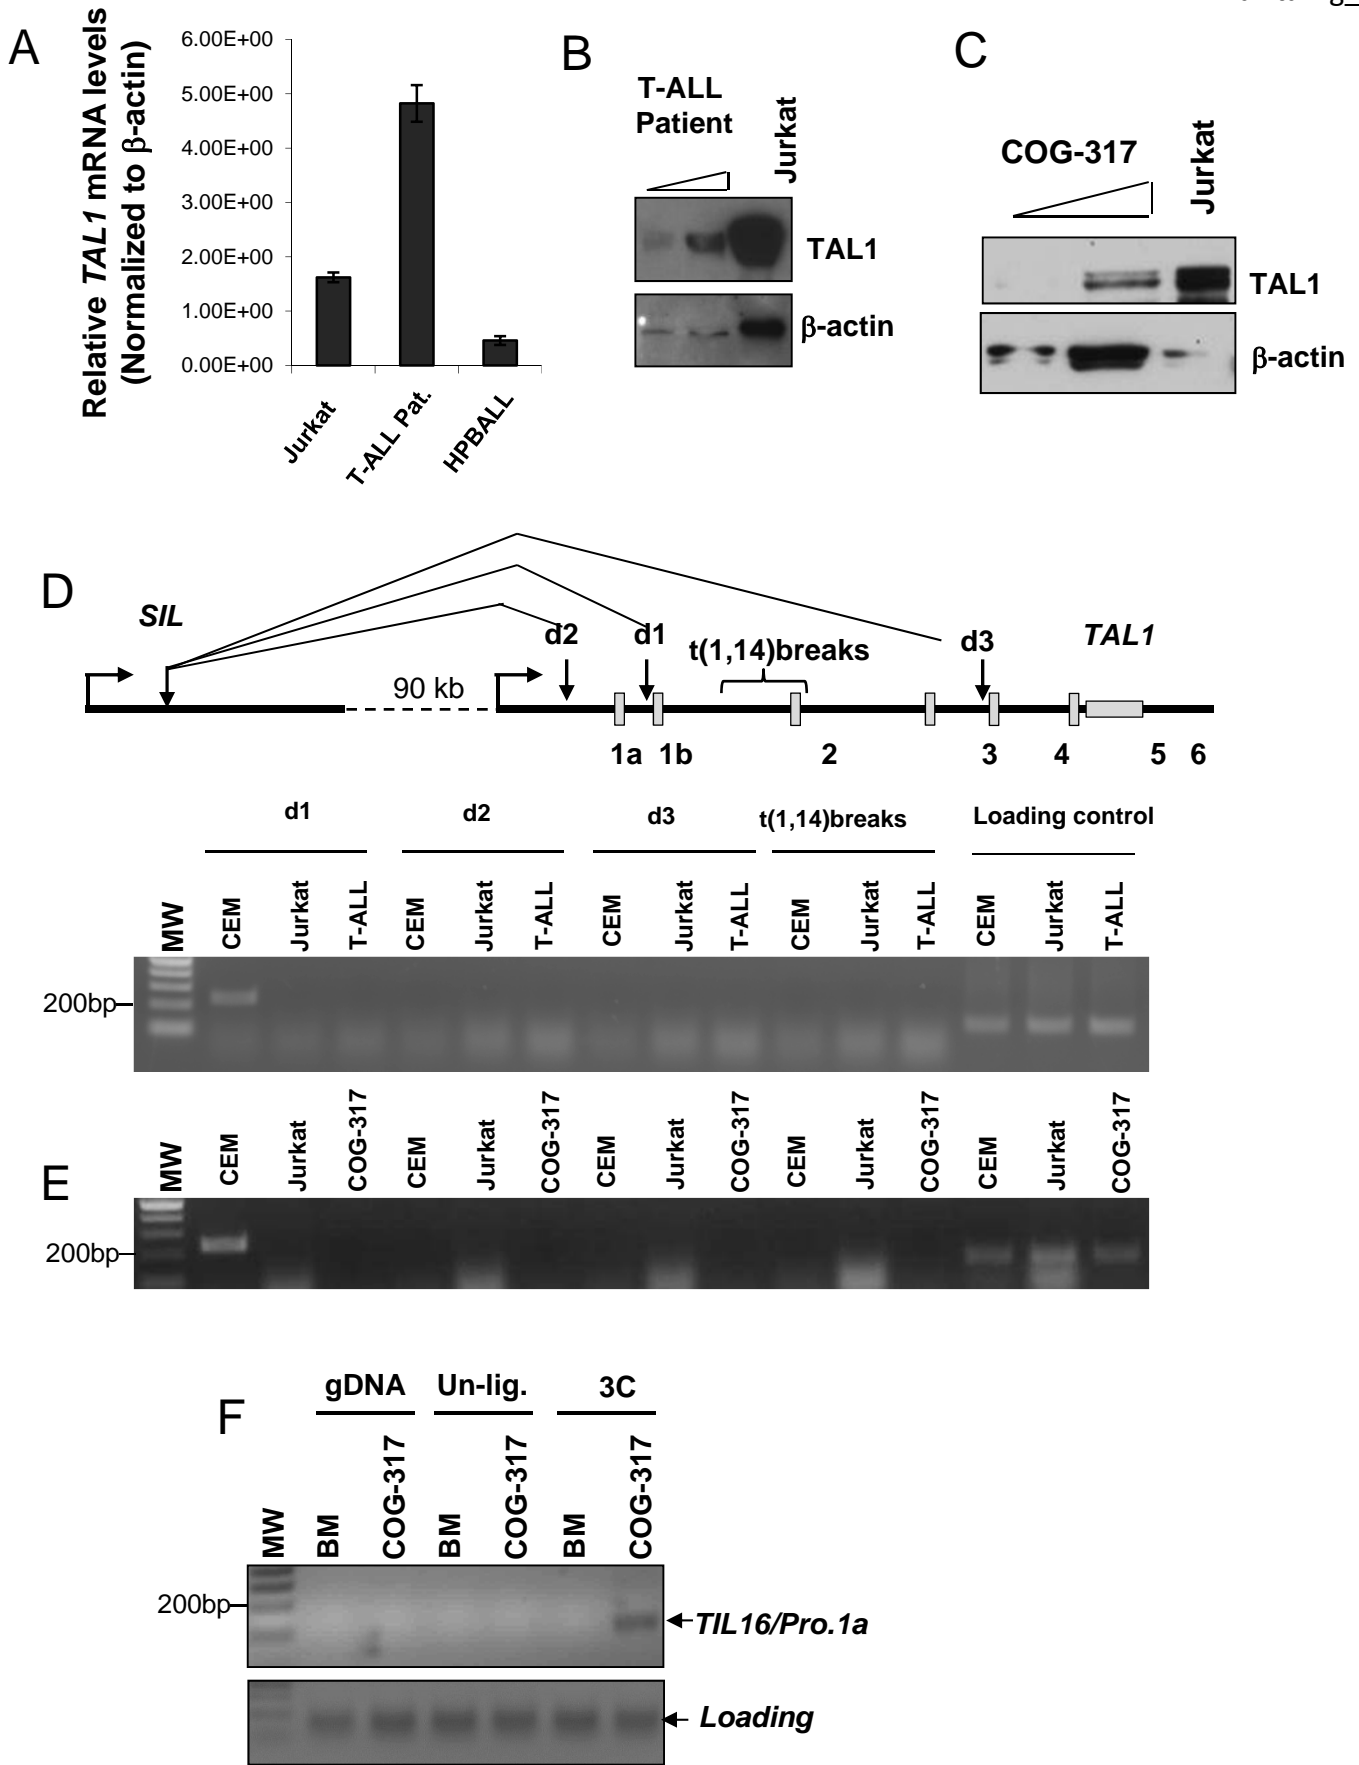 A
Relative TAL1 mRNA levels
(Normalized to β-actin)
6.00E+00
5.00E+00
4.00E+00
3.00E+00
2.00E+00
1.00E+00
0.00E+00
Jurkat
T-ALL Pat.
HPBALL
B
T-ALL
Patient
Jurkat
TAL1
β-actin
C
COG-317
Jurkat
TAL1
β-actin
D
SIL
90 kb
d2
d1
t(1,14)breaks
d3
TAL1
1a 1b 2 3 4 5 6
d1 d2 d3 t(1,14)breaks Loading control
MW CEM Jurkat T-ALL CEM Jurkat T-ALL CEM Jurkat T-ALL CEM Jurkat T-ALL CEM Jurkat T-ALL
200bp
E
MW CEM Jurkat COG-317 CEM Jurkat COG-317 CEM Jurkat COG-317 CEM Jurkat COG-317 CEM Jurkat COG-317
200bp
F
gDNA Un-lig. 3C
MW BM COG-317 BM COG-317 BM COG-317
200bp
TIL16/Pro.1a
Loading